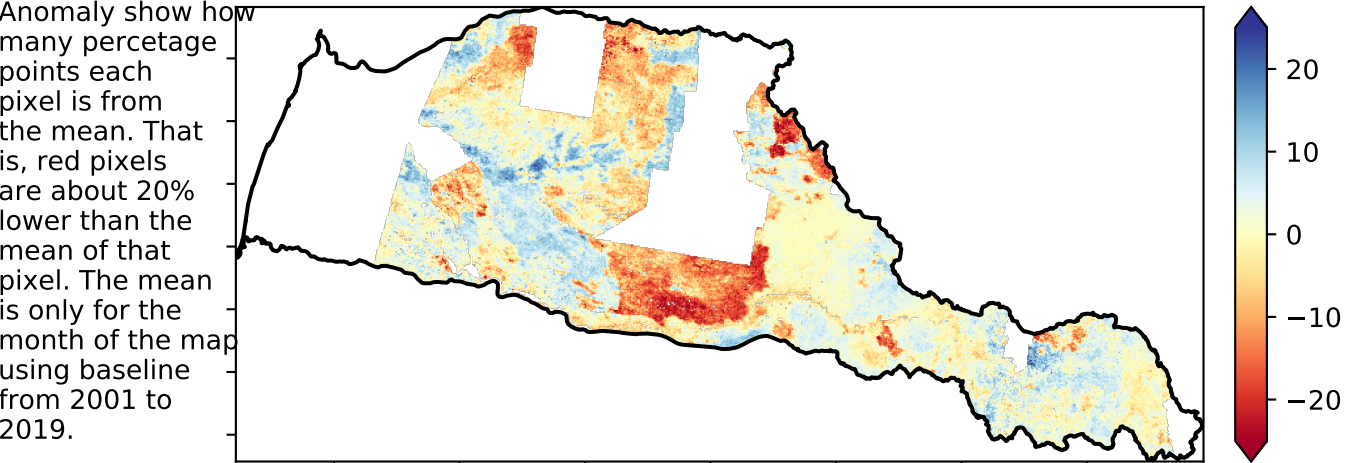 Anomaly show how
many percetage
points each
pixel is from
the mean. That
is, red pixels
are about 20%
lower than the
mean of that
pixel. The mean
is only for the
month of the map
using baseline
from 2001 to
2019.
20
10
0
−10
−20